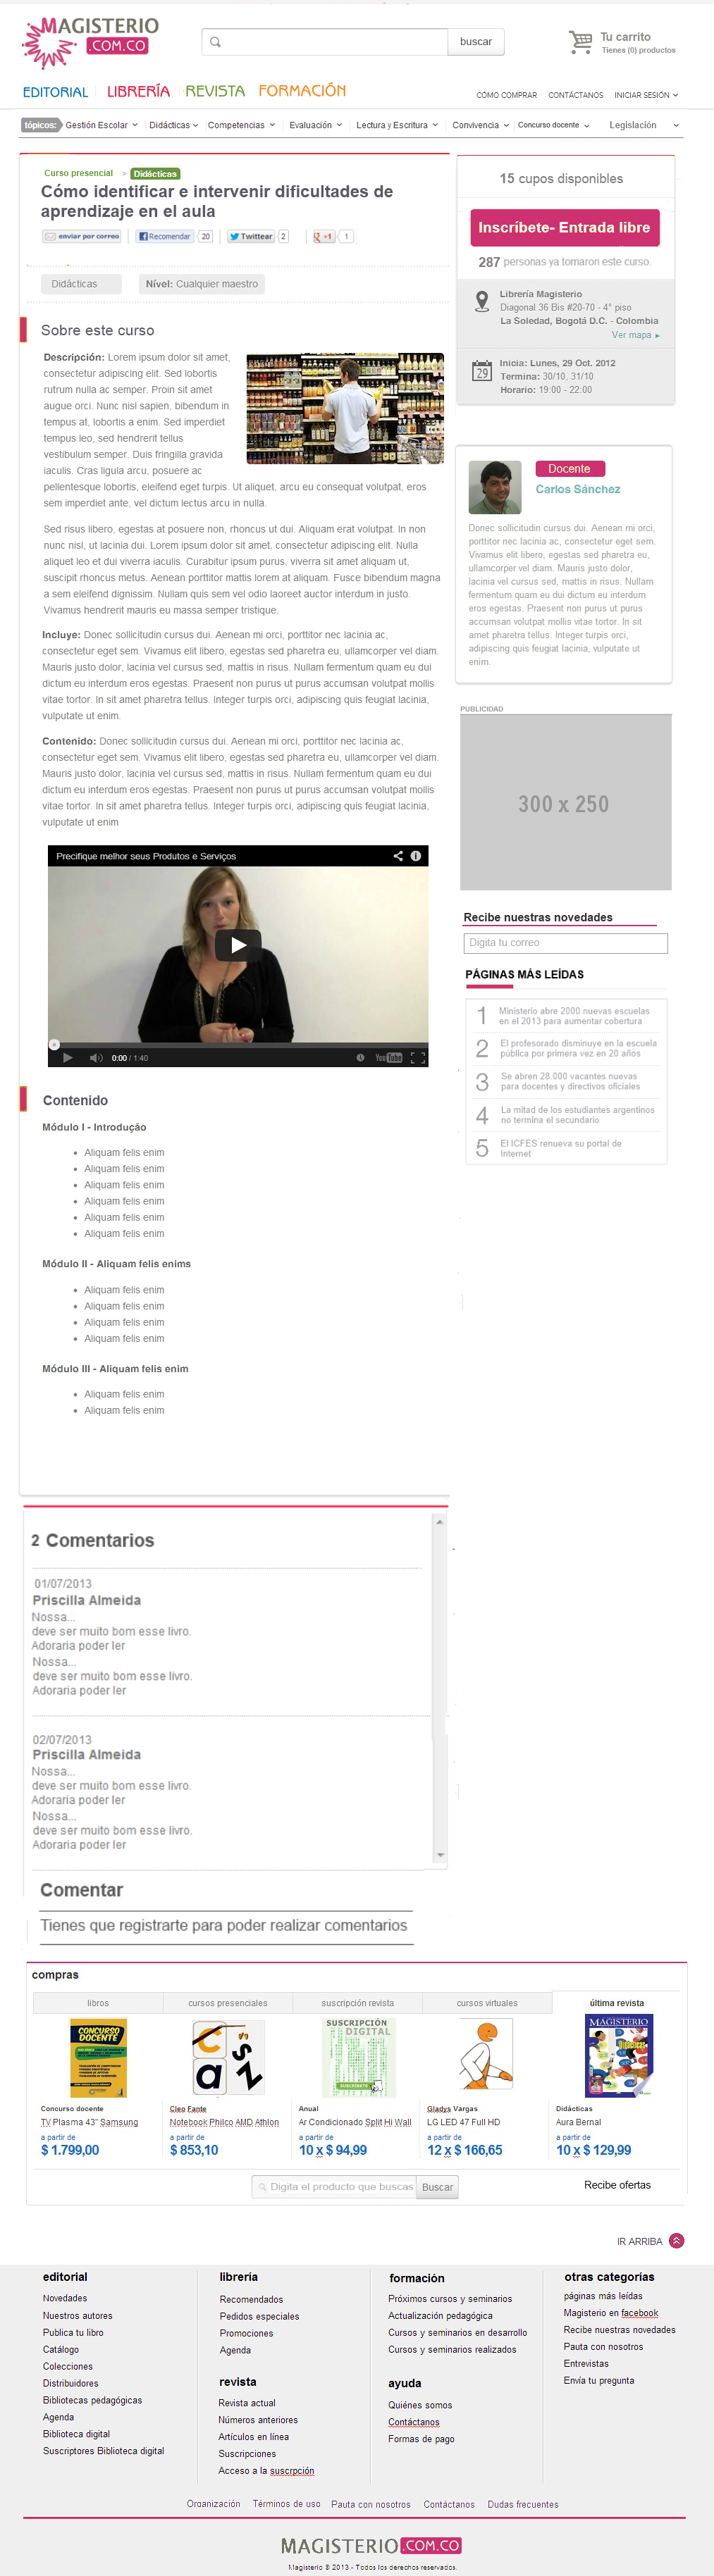 MAGISTERIO
.COM.CO
buscar
Tu carrito
Tienes (0) productos
EDITORIAL
LIBRERÍA
REVISTA
FORMACIÓN
CÓMO COMPRAR
CONTÁCTANOS
INICIAR SESIÓN
tópicos:
Gestión Escolar
Didácticas
Competencias
Evaluación
Lectura y Escritura
Convivencia
Concurso docente
Legislación
Curso presencial > Didácticas
Cómo identificar e intervenir dificultades de
aprendizaje en el aula
enviar por correo
Recomendar 20
Twittear 2
g +1 1
Didácticas
Nível: Cualquier maestro
Sobre este curso
Descripción: Lorem ipsum dolor sit amet,
consectetur adipiscing elit. Sed lobortis
rutrum nulla ac semper. Proin sit amet
augue orci. Nunc nisl sapien, bibendum in
tempus at, lobortis a enim. Sed imperdiet
tempus leo, sed hendrerit tellus
vestibulum semper. Duis fringilla gravida
iaculis. Cras ligula arcu, posuere ac
pellentesque lobortis, eleifend eget turpis. Ut aliquet, arcu eu consequat volutpat, eros
sem imperdiet ante, vel dictum lectus arcu in nulla.
Sed risus libero, egestas at posuere non, rhoncus ut dui. Aliquam erat volutpat. In non
nunc nisl, ut lacinia dui. Lorem ipsum dolor sit amet, consectetur adipiscing elit. Nulla
aliquet leo et dui viverra iaculis. Curabitur ipsum purus, viverra sit amet aliquam ut,
suscipit rhoncus metus. Aenean porttitor mattis lorem at aliquam. Fusce bibendum magna
a sem eleifend dignissim. Nullam quis sem vel odio laoreet auctor interdum in justo.
Vivamus hendrerit mauris eu massa semper tristique.
Incluye: Donec sollicitudin cursus dui. Aenean mi orci, porttitor nec lacinia ac,
consectetur eget sem. Vivamus elit libero, egestas sed pharetra eu, ullamcorper vel diam.
Mauris justo dolor, lacinia vel cursus sed, mattis in risus. Nullam fermentum quam eu dui
dictum eu interdum eros egestas. Praesent non purus ut purus accumsan volutpat mollis
vitae tortor. In sit amet pharetra tellus. Integer turpis orci, adipiscing quis feugiat lacinia,
vulputate ut enim.
Contenido: Donec sollicitudin cursus dui. Aenean mi orci, porttitor nec lacinia ac,
consectetur eget sem. Vivamus elit libero, egestas sed pharetra eu, ullamcorper vel diam.
Mauris justo dolor, lacinia vel cursus sed, mattis in risus. Nullam fermentum quam eu dui
dictum eu interdum eros egestas. Praesent non purus ut purus accumsan volutpat mollis
vitae tortor. In sit amet pharetra tellus. Integer turpis orci, adipiscing quis feugiat lacinia,
vulputate ut enim
Precifique melhor seus Produtos e Serviços
0:00 / 1:40
YouTube
Contenido
Módulo I - Introdução
• Aliquam felis enim
• Aliquam felis enim
• Aliquam felis enim
• Aliquam felis enim
• Aliquam felis enim
• Aliquam felis enim
Módulo II - Aliquam felis enims
• Aliquam felis enim
• Aliquam felis enim
• Aliquam felis enim
• Aliquam felis enim
Módulo III - Aliquam felis enim
• Aliquam felis enim
• Aliquam felis enim
15 cupos disponibles
Inscríbete- Entrada libre
287 personas ya tomaron este curso.
Librería Magisterio
Diagonal 36 Bis #20-70 - 4° piso
La Soledad, Bogotá D.C. - Colombia
Ver mapa ▸
29
Inicia: Lunes, 29 Oct. 2012
Termina: 30/10, 31/10
Horario: 19:00 - 22:00
Docente
Carlos Sánchez
Donec sollicitudin cursus dui. Aenean mi orci,
porttitor nec lacinia ac, consectetur eget sem.
Vivamus elit libero, egestas sed pharetra eu,
ullamcorper vel diam. Mauris justo dolor,
lacinia vel cursus sed, mattis in risus. Nullam
fermentum quam eu dui dictum eu interdum
eros egestas. Praesent non purus ut purus
accumsan volutpat mollis vitae tortor. In sit
amet pharetra tellus. Integer turpis orci,
adipiscing quis feugiat lacinia, vulputate ut
enim.
PUBLICIDAD
300 x 250
Recibe nuestras novedades
Digita tu correo
PÁGINAS MÁS LEÍDAS
1 Ministerio abre 2000 nuevas escuelas
en el 2013 para aumentar cobertura
2 El profesorado disminuye en la escuela
pública por primera vez en 20 años
3 Se abren 28.000 vacantes nuevas
para docentes y directivos oficiales
4 La mitad de los estudiantes argentinos
no termina el secundario
5 El ICFES renueva su portal de
Internet
2 Comentarios
01/07/2013
Priscilla Almeida
Nossa...
deve ser muito bom esse livro.
Adoraria poder ler
Nossa...
deve ser muito bom esse livro.
Adoraria poder ler
02/07/2013
Priscilla Almeida
Nossa...
deve ser muito bom esse livro.
Adoraria poder ler
Nossa...
deve ser muito bom esse livro.
Adoraria poder ler
Comentar
Tienes que registrarte para poder realizar comentarios
compras
libros
cursos presenciales
suscripción revista
cursos virtuales
última revista
CONCURSO
DOCENTE
SUSCRIPCIÓN
DIGITAL
SUSCRÍBETE
MAGISTERIO
Didácticas
Concurso docente
TV Plasma 43" Samsung
a partir de
$ 1.799,00
Cleo Fante
Notebook Philco AMD Athlon
a partir de
$ 853,10
Anual
Ar Condicionado Split Hi Wall
a partir de
10 x $ 94,99
Gladys Vargas
LG LED 47 Full HD
a partir de
12 x $ 166,65
Didácticas
Aura Bernal
a partir de
10 x $ 129,99
Digita el producto que buscas
Buscar
Recibe ofertas
IR ARRIBA
editorial
Novedades
Nuestros autores
Publica tu libro
Catálogo
Colecciones
Distribuidores
Bibliotecas pedagógicas
Agenda
Biblioteca digital
Suscriptores Biblioteca digital
librería
Recomendados
Pedidos especiales
Promociones
Agenda
revista
Revista actual
Números anteriores
Artículos en línea
Suscripciones
Acceso a la suscrpción
formación
Próximos cursos y seminarios
Actualización pedagógica
Cursos y seminarios en desarrollo
Cursos y seminarios realizados
ayuda
Quiénes somos
Contáctanos
Formas de pago
otras categorías
páginas más leídas
Magisterio en facebook
Recibe nuestras novedades
Pauta con nosotros
Entrevistas
Envía tu pregunta
Organización
Términos de uso
Pauta con nosotros
Contáctanos
Dudas frecuentes
MAGISTERIO .COM.CO
Magisterio © 2013 - Todos los derechos reservados.